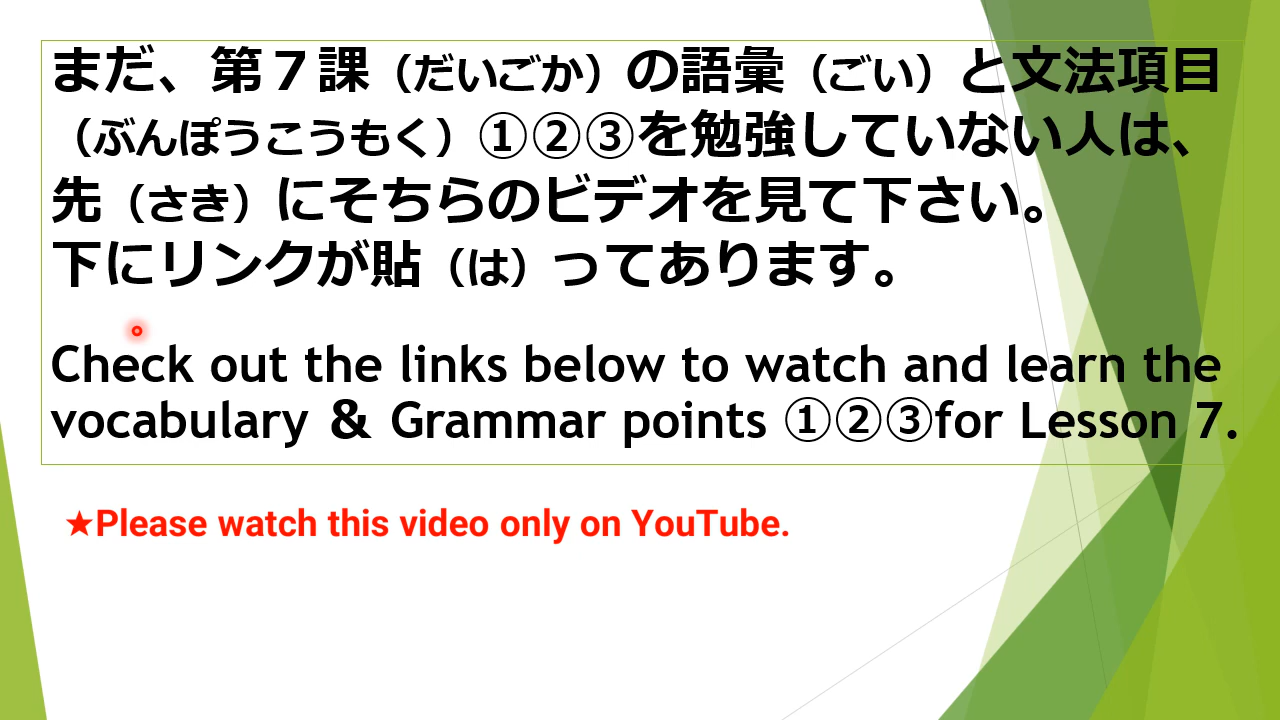 まだ、第７課（だいごか）の語彙（ごい）と文法項目
（ぶんぽうこうもく）①②③を勉強していない人は、
先（さき）にそちらのビデオを見て下さい。
下にリンクが貼（は）ってあります。
Check out the links below to watch and learn the
vocabulary ＆ Grammar points ①②③for Lesson 7.
★Please watch this video only on YouTube.